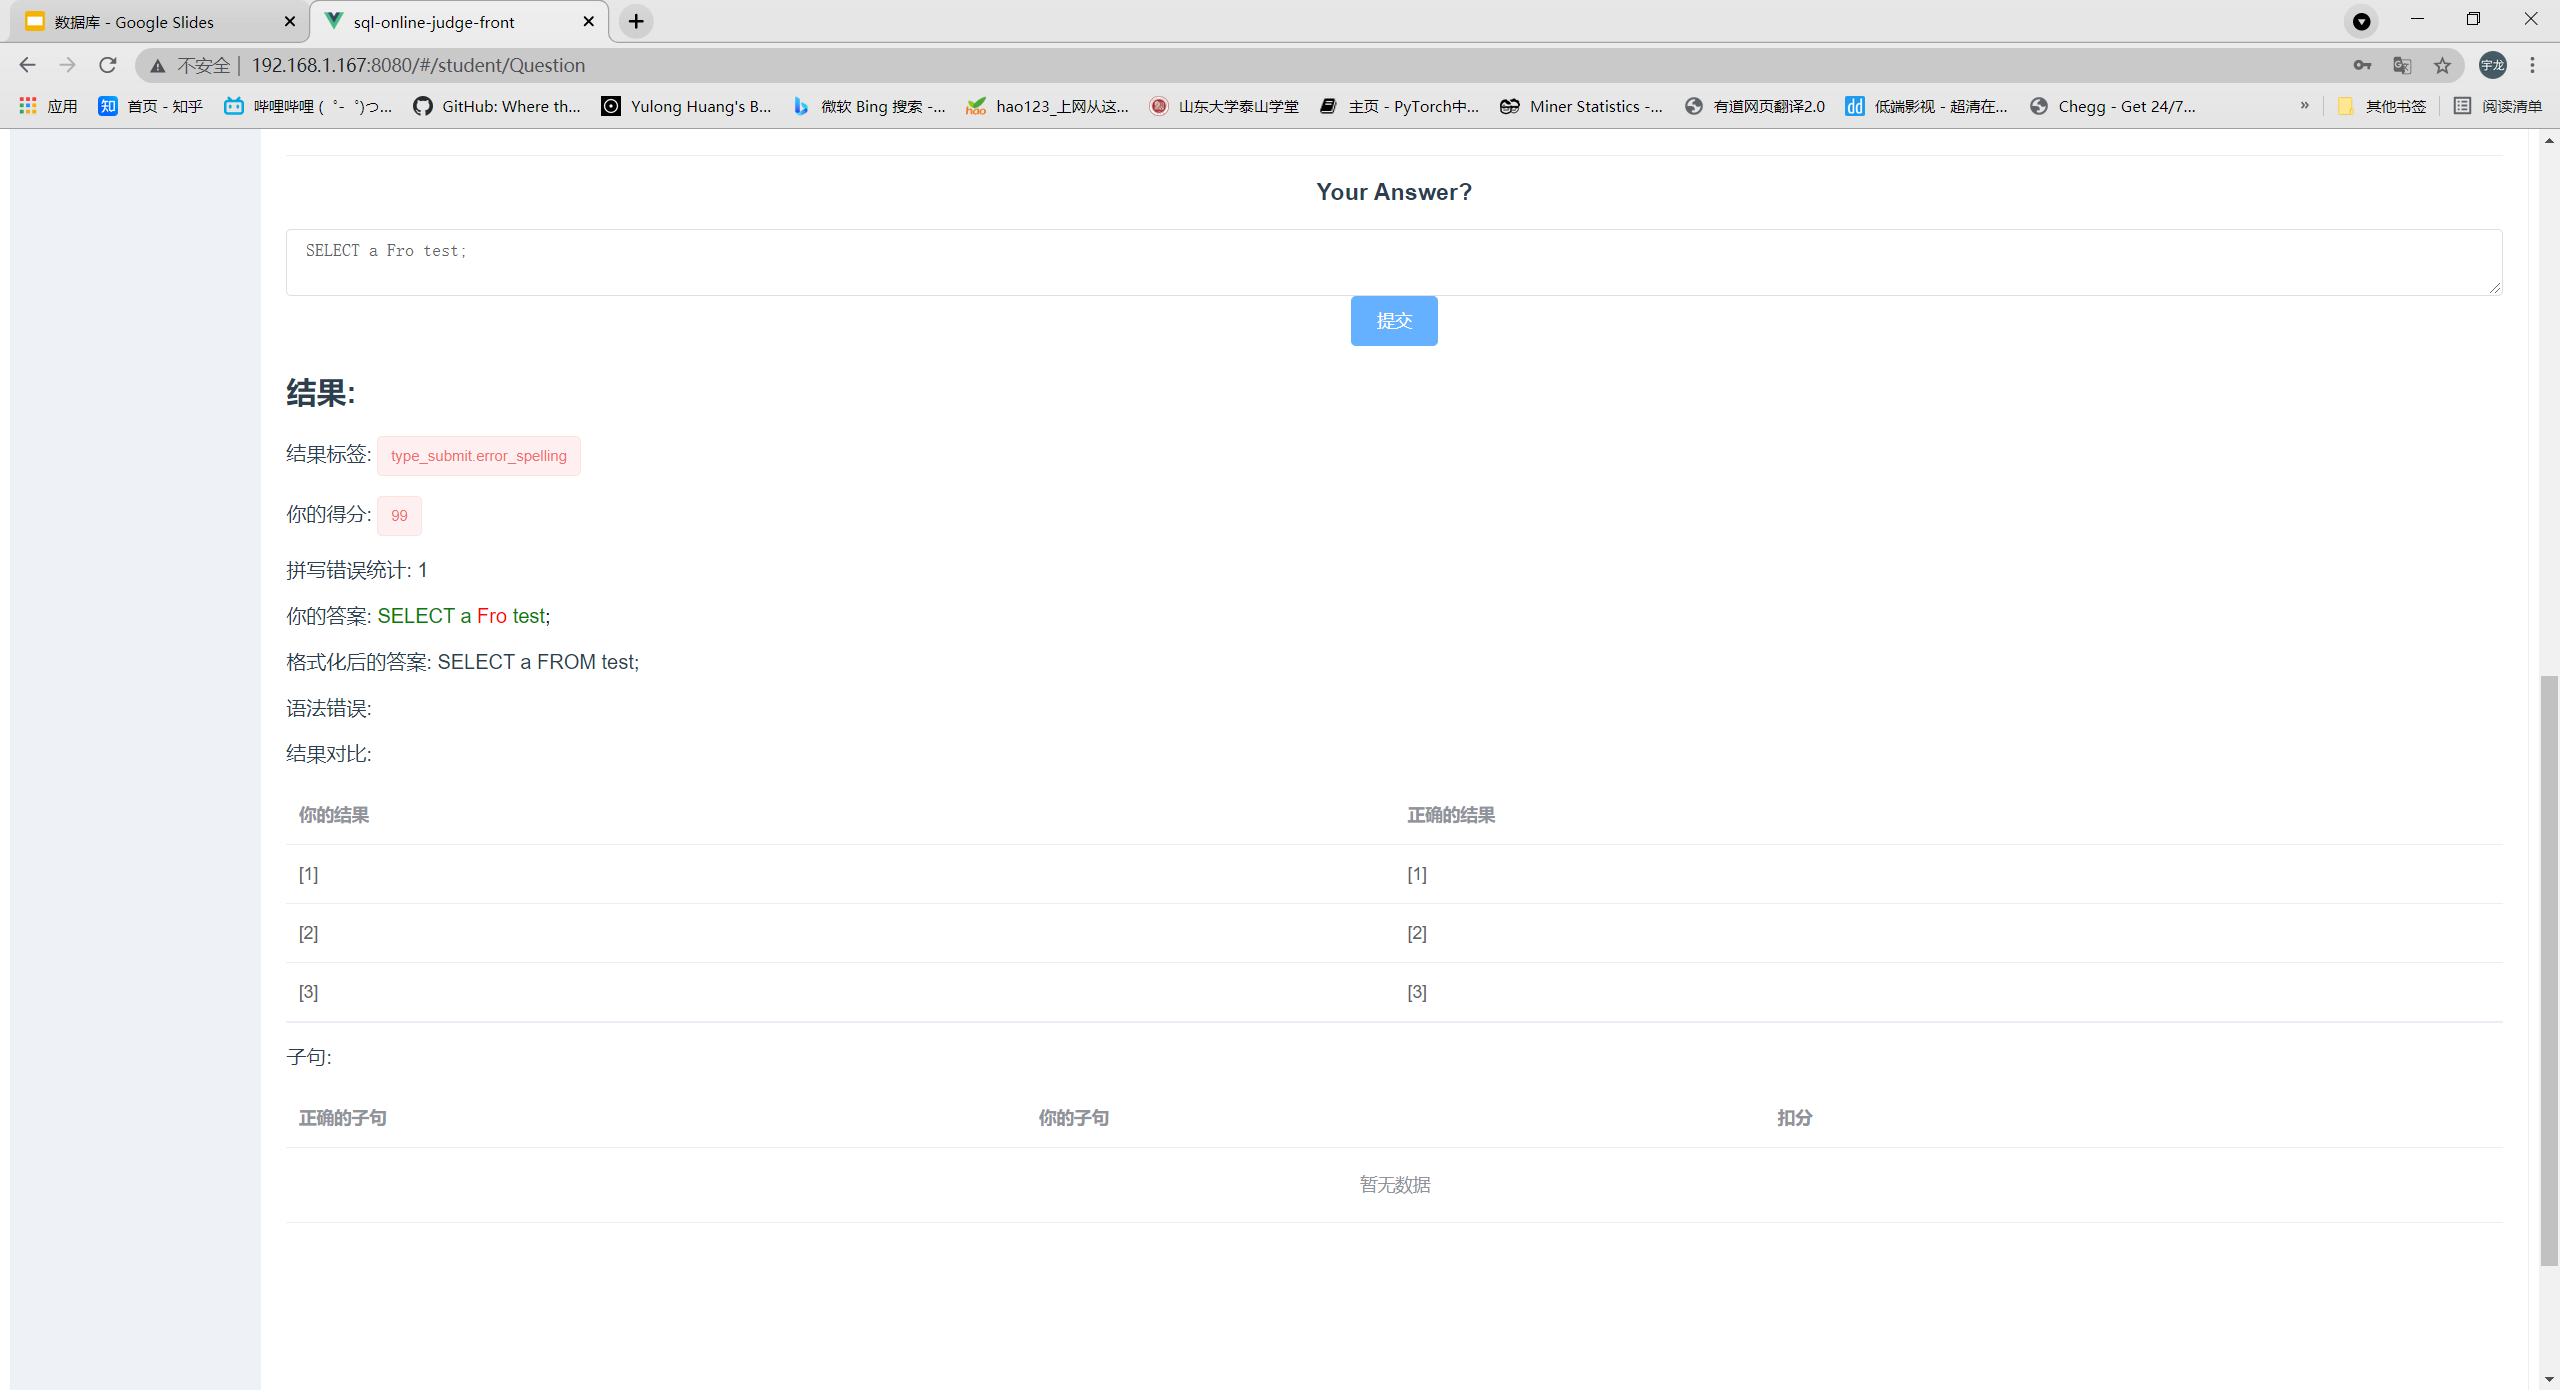 数据库 - Google Slides
sql-online-judge-front
不安全 | 192.168.1.167:8080/#/student/Question
宇龙
应用
知 首页 - 知乎
哔哩哔哩 ( ゜- ゜)つ...
GitHub: Where th...
Yulong Huang's B...
微软 Bing 搜索 -...
hao hao123_上网从这...
山东大学泰山学堂
主页 - PyTorch中...
Miner Statistics -...
有道网页翻译2.0
dd 低端影视 - 超清在...
Chegg - Get 24/7...
»
其他书签
阅读清单
Your Answer?
SELECT a Fro test;
提交
结果:
结果标签: type_submit.error_spelling
你的得分: 99
拼写错误统计: 1
你的答案: SELECT a Fro test;
格式化后的答案: SELECT a FROM test;
语法错误:
结果对比:
你的结果 正确的结果
[1] [1]
[2] [2]
[3] [3]
子句:
正确的子句 你的子句 扣分
暂无数据